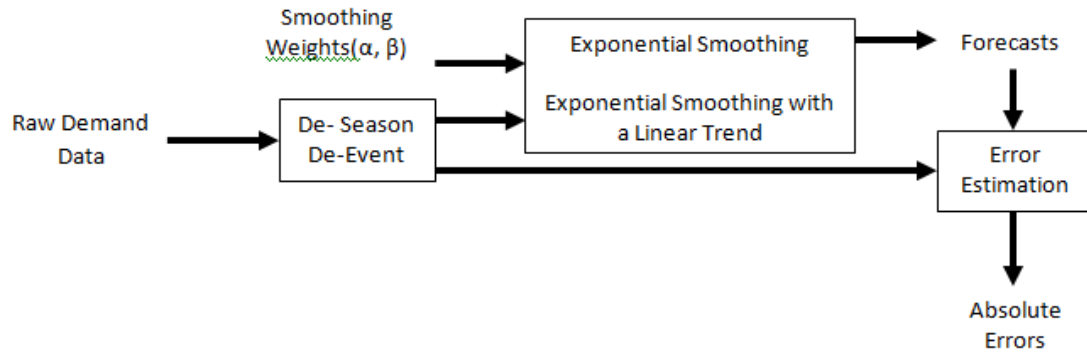 Smoothing
Weights(α, β)
Exponential Smoothing
Exponential Smoothing with
a Linear Trend
Forecasts
Raw Demand
Data
De- Season
De-Event
Error
Estimation
Absolute
Errors